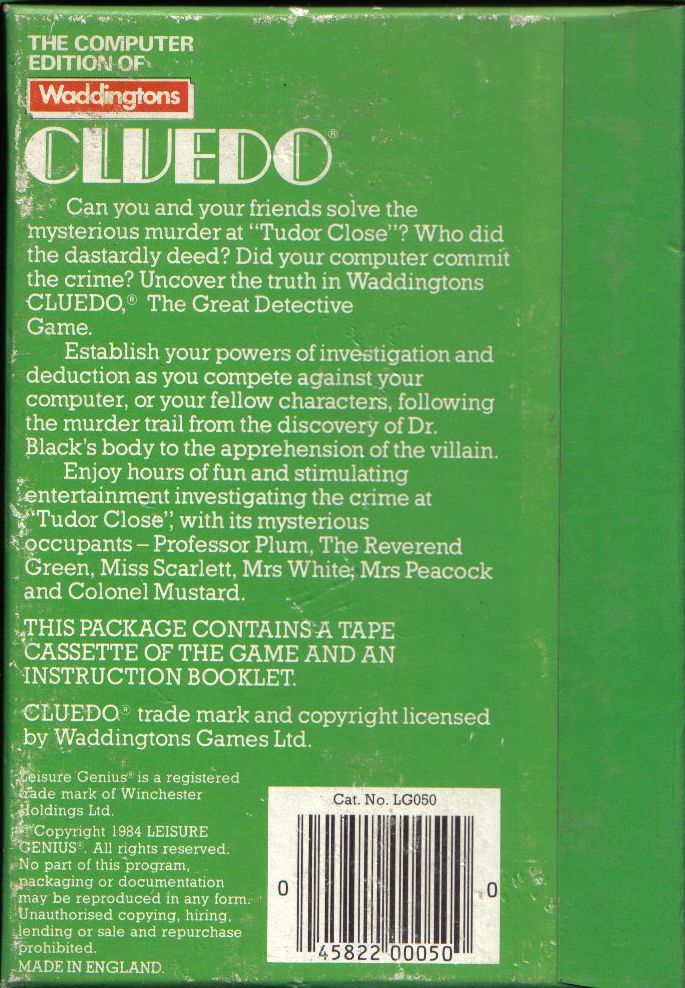 THE COMPUTER
EDITION OF
Waddingtons
CLUEDO®
Can you and your friends solve the
mysterious murder at “Tudor Close”? Who did
the dastardly deed? Did your computer commit
the crime? Uncover the truth in Waddingtons
CLUEDO,® The Great Detective
Game.
Establish your powers of investigation and
deduction as you compete against your
computer, or your fellow characters, following
the murder trail from the discovery of Dr.
Black’s body to the apprehension of the villain.
Enjoy hours of fun and stimulating
entertainment investigating the crime at
“Tudor Close”, with its mysterious
occupants – Professor Plum, The Reverend
Green, Miss Scarlett, Mrs White, Mrs Peacock
and Colonel Mustard.
THIS PACKAGE CONTAINS A TAPE
CASSETTE OF THE GAME AND AN
INSTRUCTION BOOKLET.
CLUEDO® trade mark and copyright licensed
by Waddingtons Games Ltd.
Leisure Genius® is a registered
trade mark of Winchester
Holdings Ltd.
© Copyright 1984 LEISURE
GENIUS®. All rights reserved.
No part of this program,
packaging or documentation
may be reproduced in any form.
Unauthorised copying, hiring,
lending or sale and repurchase
prohibited.
MADE IN ENGLAND.
Cat. No. LG050
0 45822 00050 0